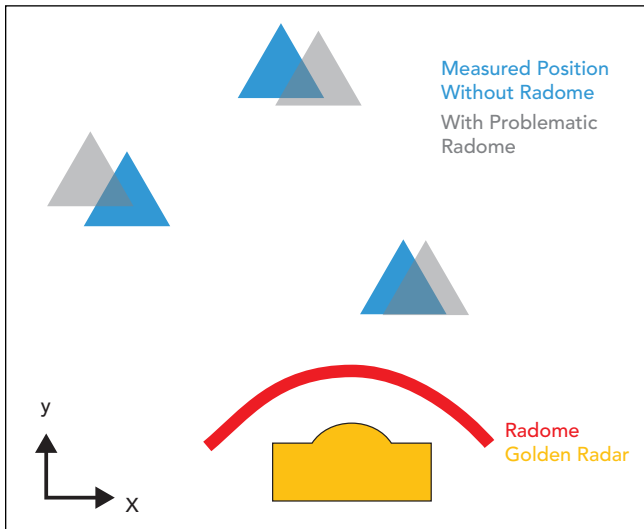 Measured Position
Without Radome
With Problematic
Radome
y
X
Radome
Golden Radar